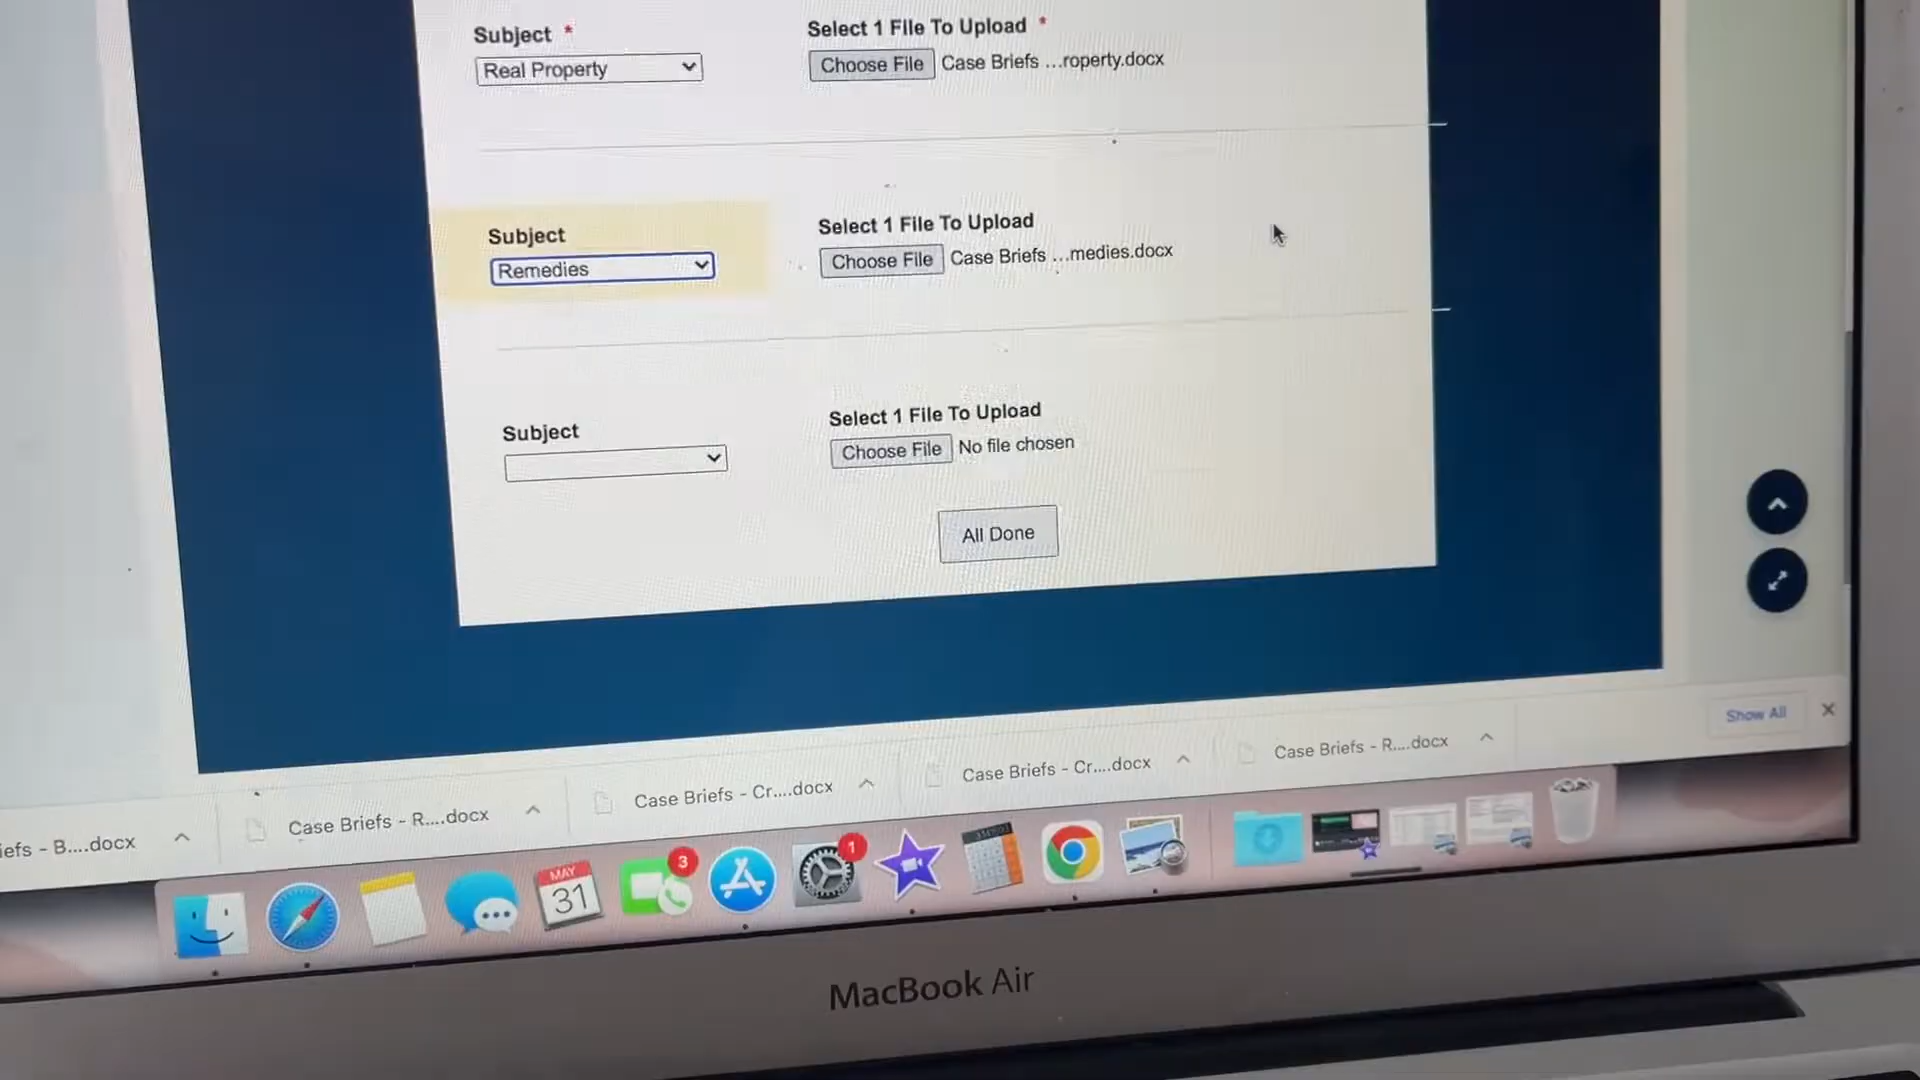 Subject *
Select 1 File To Upload *
Real Property
Choose File Case Briefs ...roperty.docx
Subject
Select 1 File To Upload
Remedies
Choose File Case Briefs ...medies.docx
Subject
Select 1 File To Upload
Choose File No file chosen
All Done
Show All
iefs - B....docx
Case Briefs - R....docx
Case Briefs - Cr....docx
Case Briefs - Cr....docx
Case Briefs - R....docx
MAY
31
3
1
MacBook Air